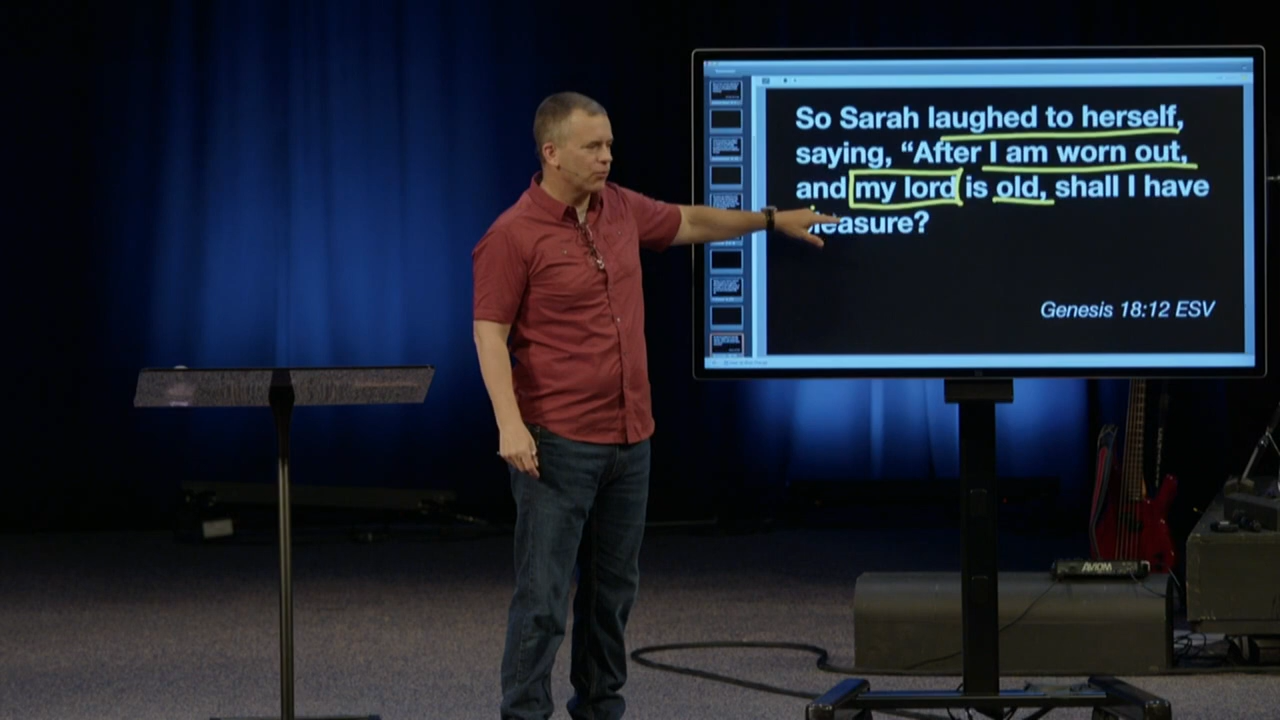 So Sarah laughed to herself,
saying, “After I am worn out,
and my lord is old, shall I have
pleasure?
Genesis 18:12 ESV
AVIOM